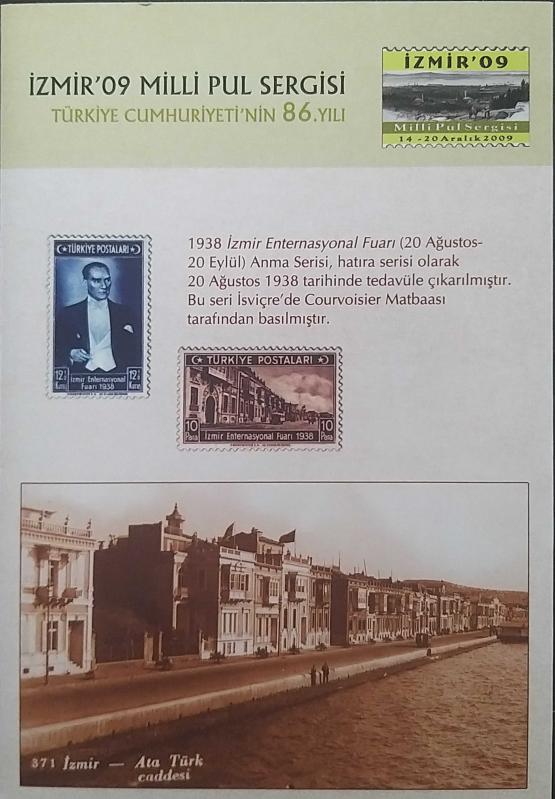 İZMİR'09 MİLLİ PUL SERGİSİ
TÜRKİYE CUMHURİYETİ'NİN 86.YILI
İZMİR'09
Milli Pul Sergisi
14 - 20 Aralık 2009
1938 İzmir Enternasyonal Fuarı (20 Ağustos-
20 Eylül) Anma Serisi, hatıra serisi olarak
20 Ağustos 1938 tarihinde tedavüle çıkarılmıştır.
Bu seri İsviçre'de Courvoisier Matbaası
tarafından basılmıştır.
TÜRKİYE POSTALARI
12½ Kuruş
İzmir Enternasyonal
Fuarı 1938
12½ Kuruş
TÜRKİYE POSTALARI
10 Para
İzmir Enternasyonal Fuarı 1938
10 Para
371 İzmir — Ata Türk
caddesi